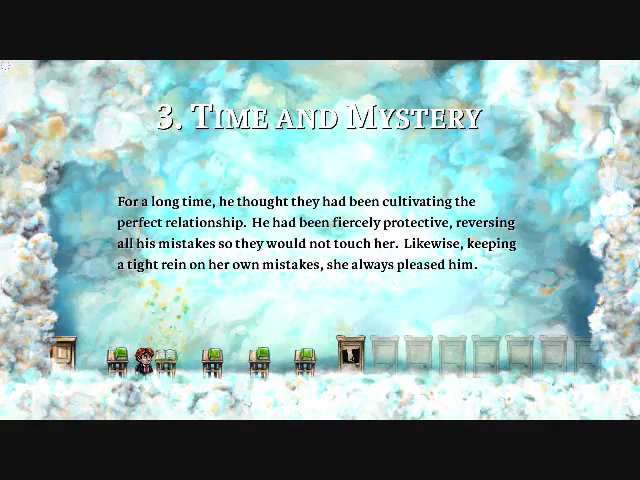 3. Time and Mystery
For a long time, he thought they had been cultivating the
perfect relationship. He had been fiercely protective, reversing
all his mistakes so they would not touch her. Likewise, keeping
a tight rein on her own mistakes, she always pleased him.